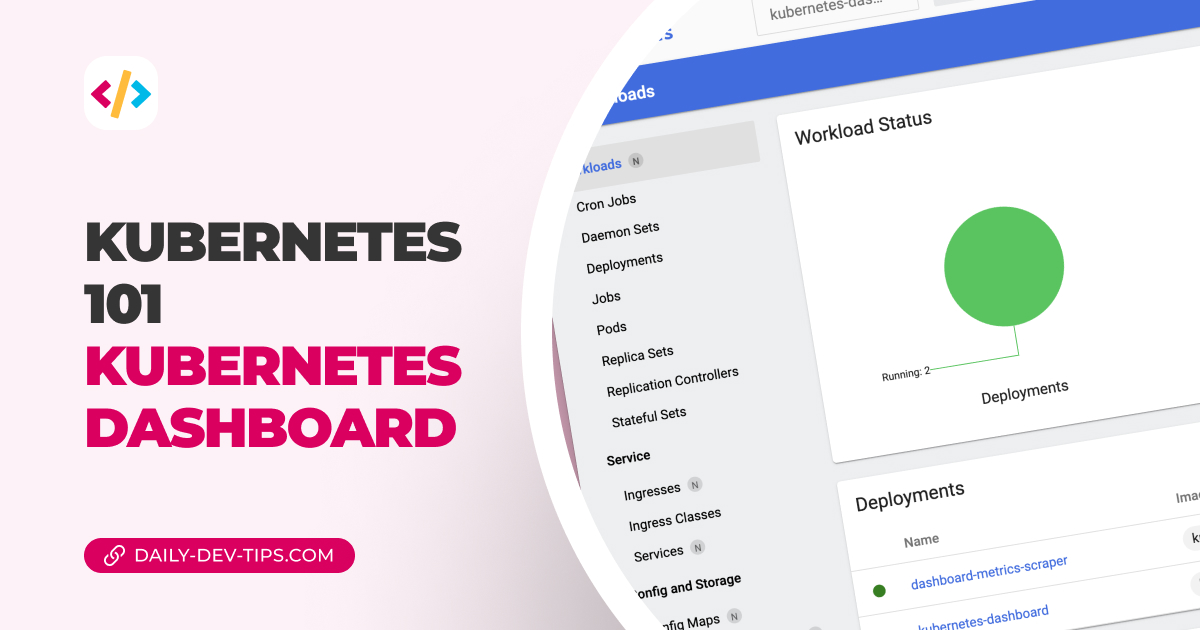 KUBERNETES
101
KUBERNETES
DASHBOARD
DAILY-DEV-TIPS.COM
kubernetes-das...
Workload Status
Running: 2
Deployments
N
Cron Jobs
Daemon Sets
Deployments
Jobs
Pods
Replica Sets
Replication Controllers
Stateful Sets
Service
Ingresses N
Ingress Classes
Services N
and Storage
Maps N
Deployments
Name
dashboard-metrics-scraper
kubernetes-dashboard